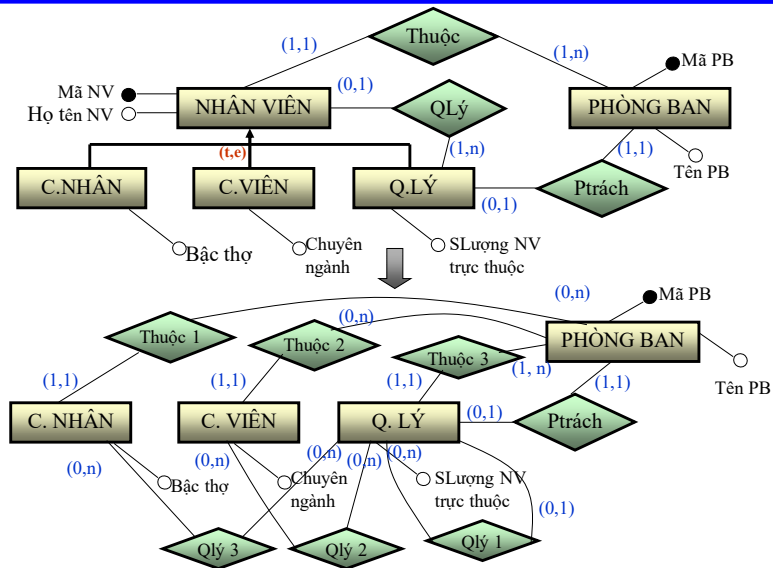 Thuộc
(1,1)
(1,n)
Mã PB
Mã NV
(0,1)
Họ tên NV
NHÂN VIÊN
QLý
PHÒNG BAN
(t,e)
(1,n)
(1,1)
Tên PB
C.NHÂN
C.VIÊN
Q.LÝ
(0,1)
Ptrách
Bậc thợ
Chuyên
ngành
SLượng NV
trực thuộc
(0,n)
Mã PB
Thuộc 1
(0,n)
Thuộc 2
PHÒNG BAN
Thuộc 3
(1, n)
(1,1)
(1,1)
(1,1)
(1,1)
Tên PB
C. NHÂN
C. VIÊN
Q. LÝ
(0,1)
Ptrách
(0,n)
(0,n)
(0,n)
(0,n)
(0,n)
Bậc thợ
Chuyên
ngành
SLượng NV
trực thuộc
(0,1)
Qlý 3
Qlý 2
Qlý 1